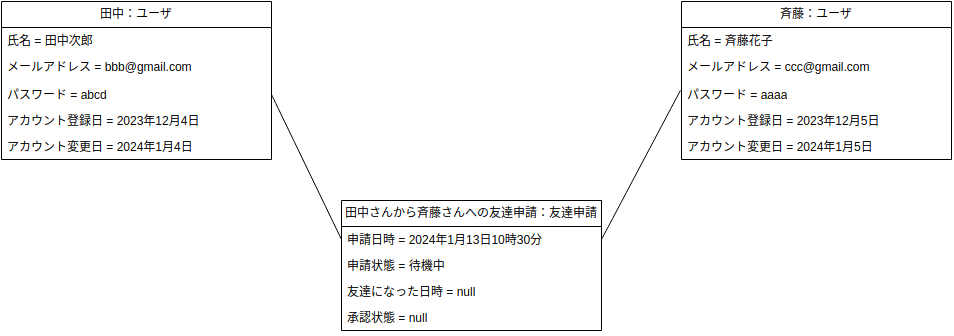 田中：ユーザ
氏名 = 田中次郎
メールアドレス = bbb@gmail.com
パスワード = abcd
アカウント登録日 = 2023年12月4日
アカウント変更日 = 2024年1月4日
斉藤：ユーザ
氏名 = 斉藤花子
メールアドレス = ccc@gmail.com
パスワード = aaaa
アカウント登録日 = 2023年12月5日
アカウント変更日 = 2024年1月5日
田中さんから斉藤さんへの友達申請：友達申請
申請日時 = 2024年1月13日10時30分
申請状態 = 待機中
友達になった日時 = null
承認状態 = null